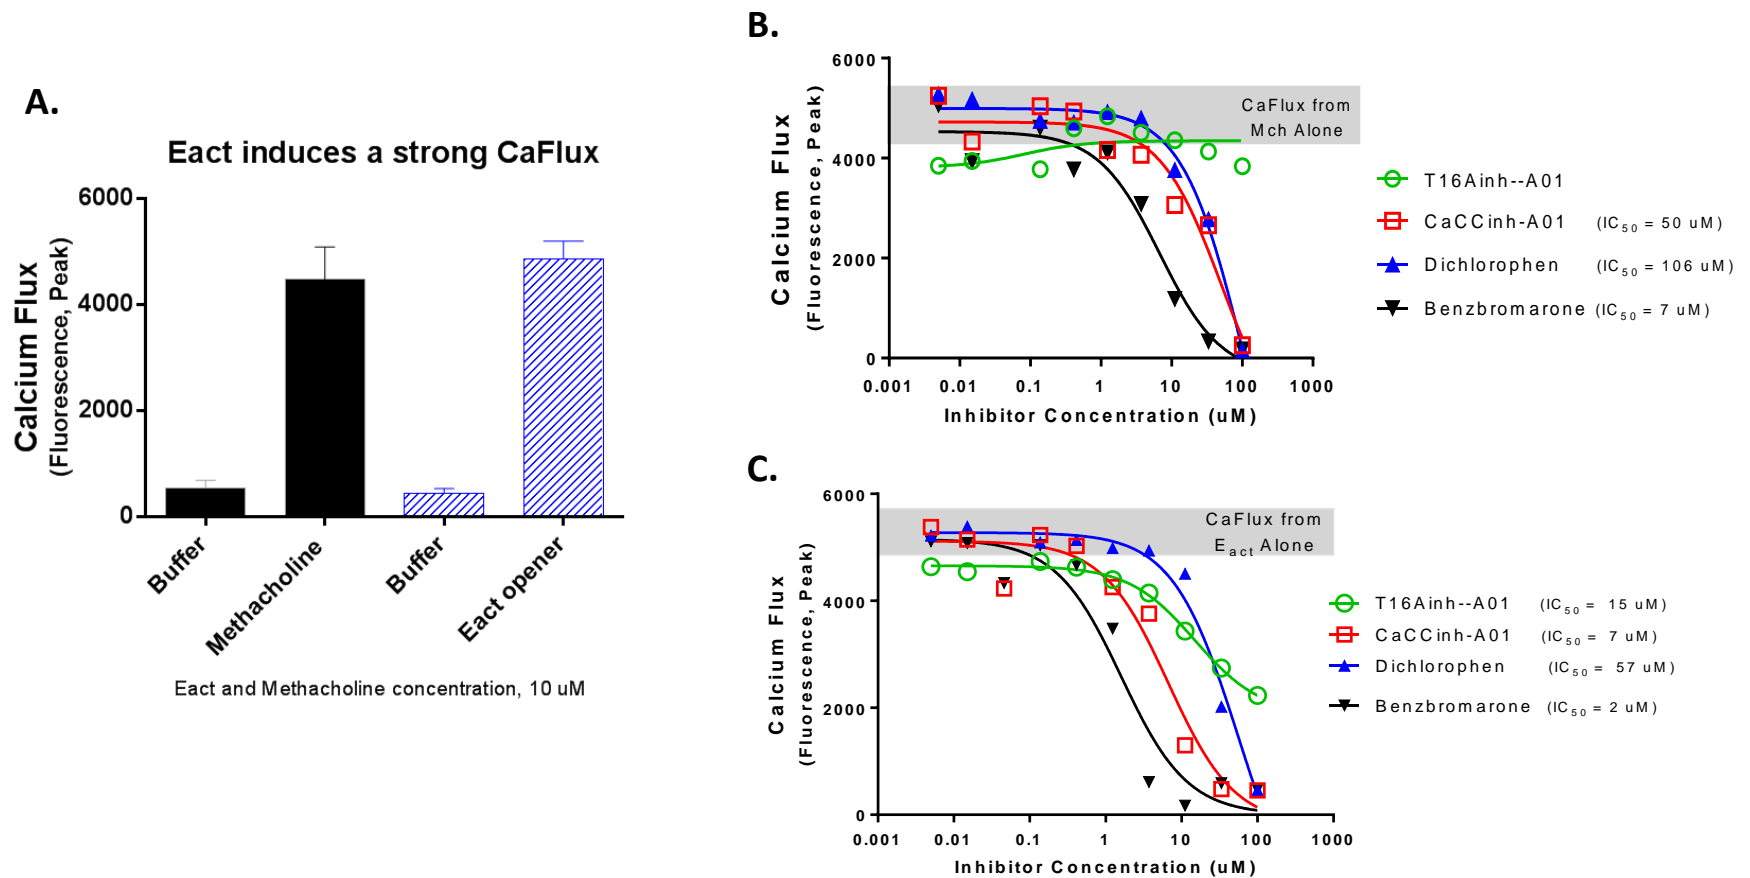 A.
Eact induces a strong CaFlux
Calcium Flux
(Fluorescence, Peak)
6000
4000
2000
0
Buffer
Methacholine
Buffer
Eact opener
Eact and Methacholine concentration, 10 uM
B.
Calcium Flux
(Fluorescence, Peak)
6000
4000
2000
0
CaFlux from
Mch Alone
0.001 0.01 0.1 1 10 100 1000
Inhibitor Concentration (uM)
T16Ainh--A01
CaCCinh-A01 (IC50 = 50 uM)
Dichlorophen (IC50 = 106 uM)
Benzbromarone (IC50 = 7 uM)
C.
Calcium Flux
(Fluorescence, Peak)
6000
4000
2000
0
CaFlux from
Eact Alone
0.001 0.01 0.1 1 10 100 1000
Inhibitor Concentration (uM)
T16Ainh--A01 (IC50 = 15 uM)
CaCCinh-A01 (IC50 = 7 uM)
Dichlorophen (IC50 = 57 uM)
Benzbromarone (IC50 = 2 uM)